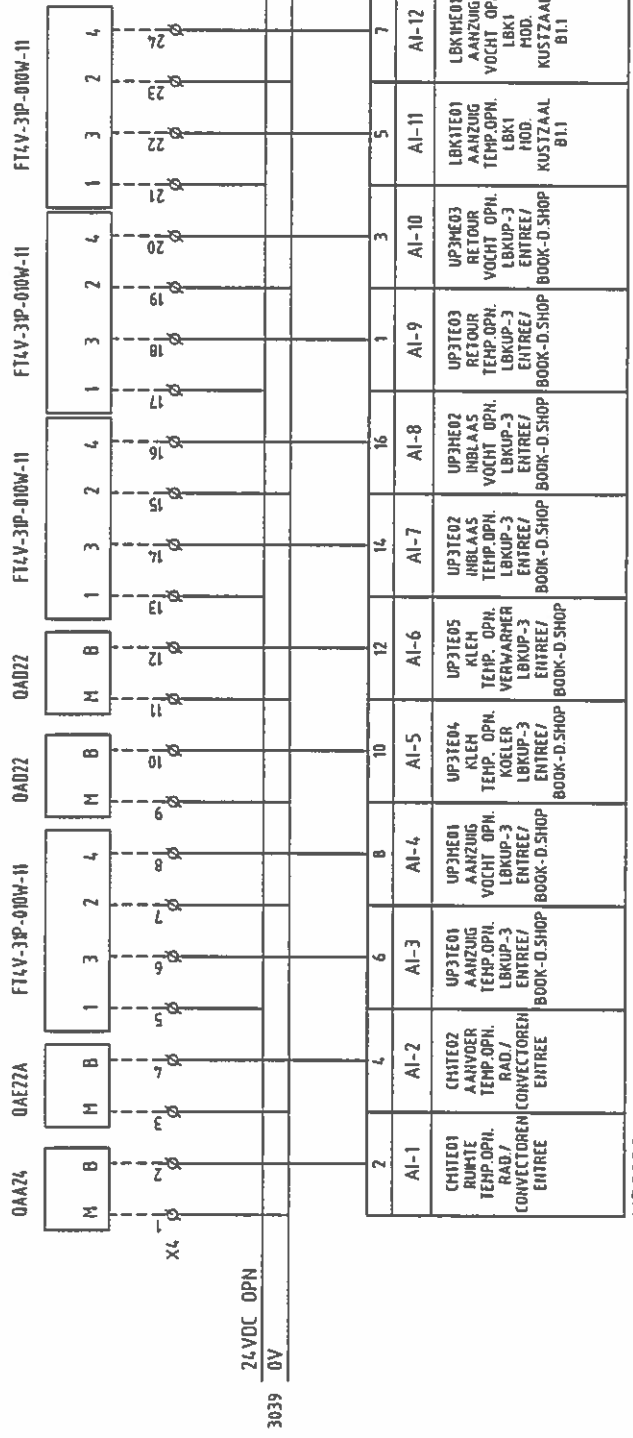 QAA24
QAE22A
FT4V-31P-010W-11
QAD22
QAD22
FT4V-31P-010W-11
FT4V-31P-010W-11
FT4V-31P-010W-11
M B
M B
1 3 2 4
M B
M B
1 3 2 4
1 3 2 4
1 3 2 4
X4
1 2 3 4 5 6 7 8 9 10 11 12 13 14 15 16 17 18 19 20 21 22 23 24
24VDC OPN
3039
0V
2 4 6 8 10 12 14 16 1 3 5 7
AI-1 AI-2 AI-3 AI-4 AI-5 AI-6 AI-7 AI-8 AI-9 AI-10 AI-11 AI-12
CM1TE01
RUIMTE
TEMP.OPN.
RAD./
CONVECTOREN
ENTREE
CM1TE02
AANVOER
TEMP.OPN.
RAD./
CONVECTOREN
ENTREE
UP3TE01
AANZUIG
TEMP.OPN.
LBKUP-3
ENTREE/
BOOK-D.SHOP
UP3ME01
AANZUIG
VOCHT OPN.
LBKUP-3
ENTREE/
BOOK-D.SHOP
UP3TE04
KLEM
TEMP. OPN.
KOELER
LBKUP-3
ENTREE/
BOOK-D.SHOP
UP3TE05
KLEM
TEMP. OPN.
VERWARMER
LBKUP-3
ENTREE/
BOOK-D.SHOP
UP3TE02
INBLAAS
TEMP.OPN.
LBKUP-3
ENTREE/
BOOK-D.SHOP
UP3ME02
INBLAAS
VOCHT OPN.
LBKUP-3
ENTREE/
BOOK-D.SHOP
UP3TE03
RETOUR
TEMP.OPN.
LBKUP-3
ENTREE/
BOOK-D.SHOP
UP3ME03
RETOUR
VOCHT OPN.
LBKUP-3
ENTREE/
BOOK-D.SHOP
LBK1TE01
AANZUIG
TEMP.OPN.
LBK1
MOD.
KUSTZAAL
B1.1
LBK1ME01
AANZUIG
VOCHT OPN.
LBK1
MOD.
KUSTZAAL
B1.1